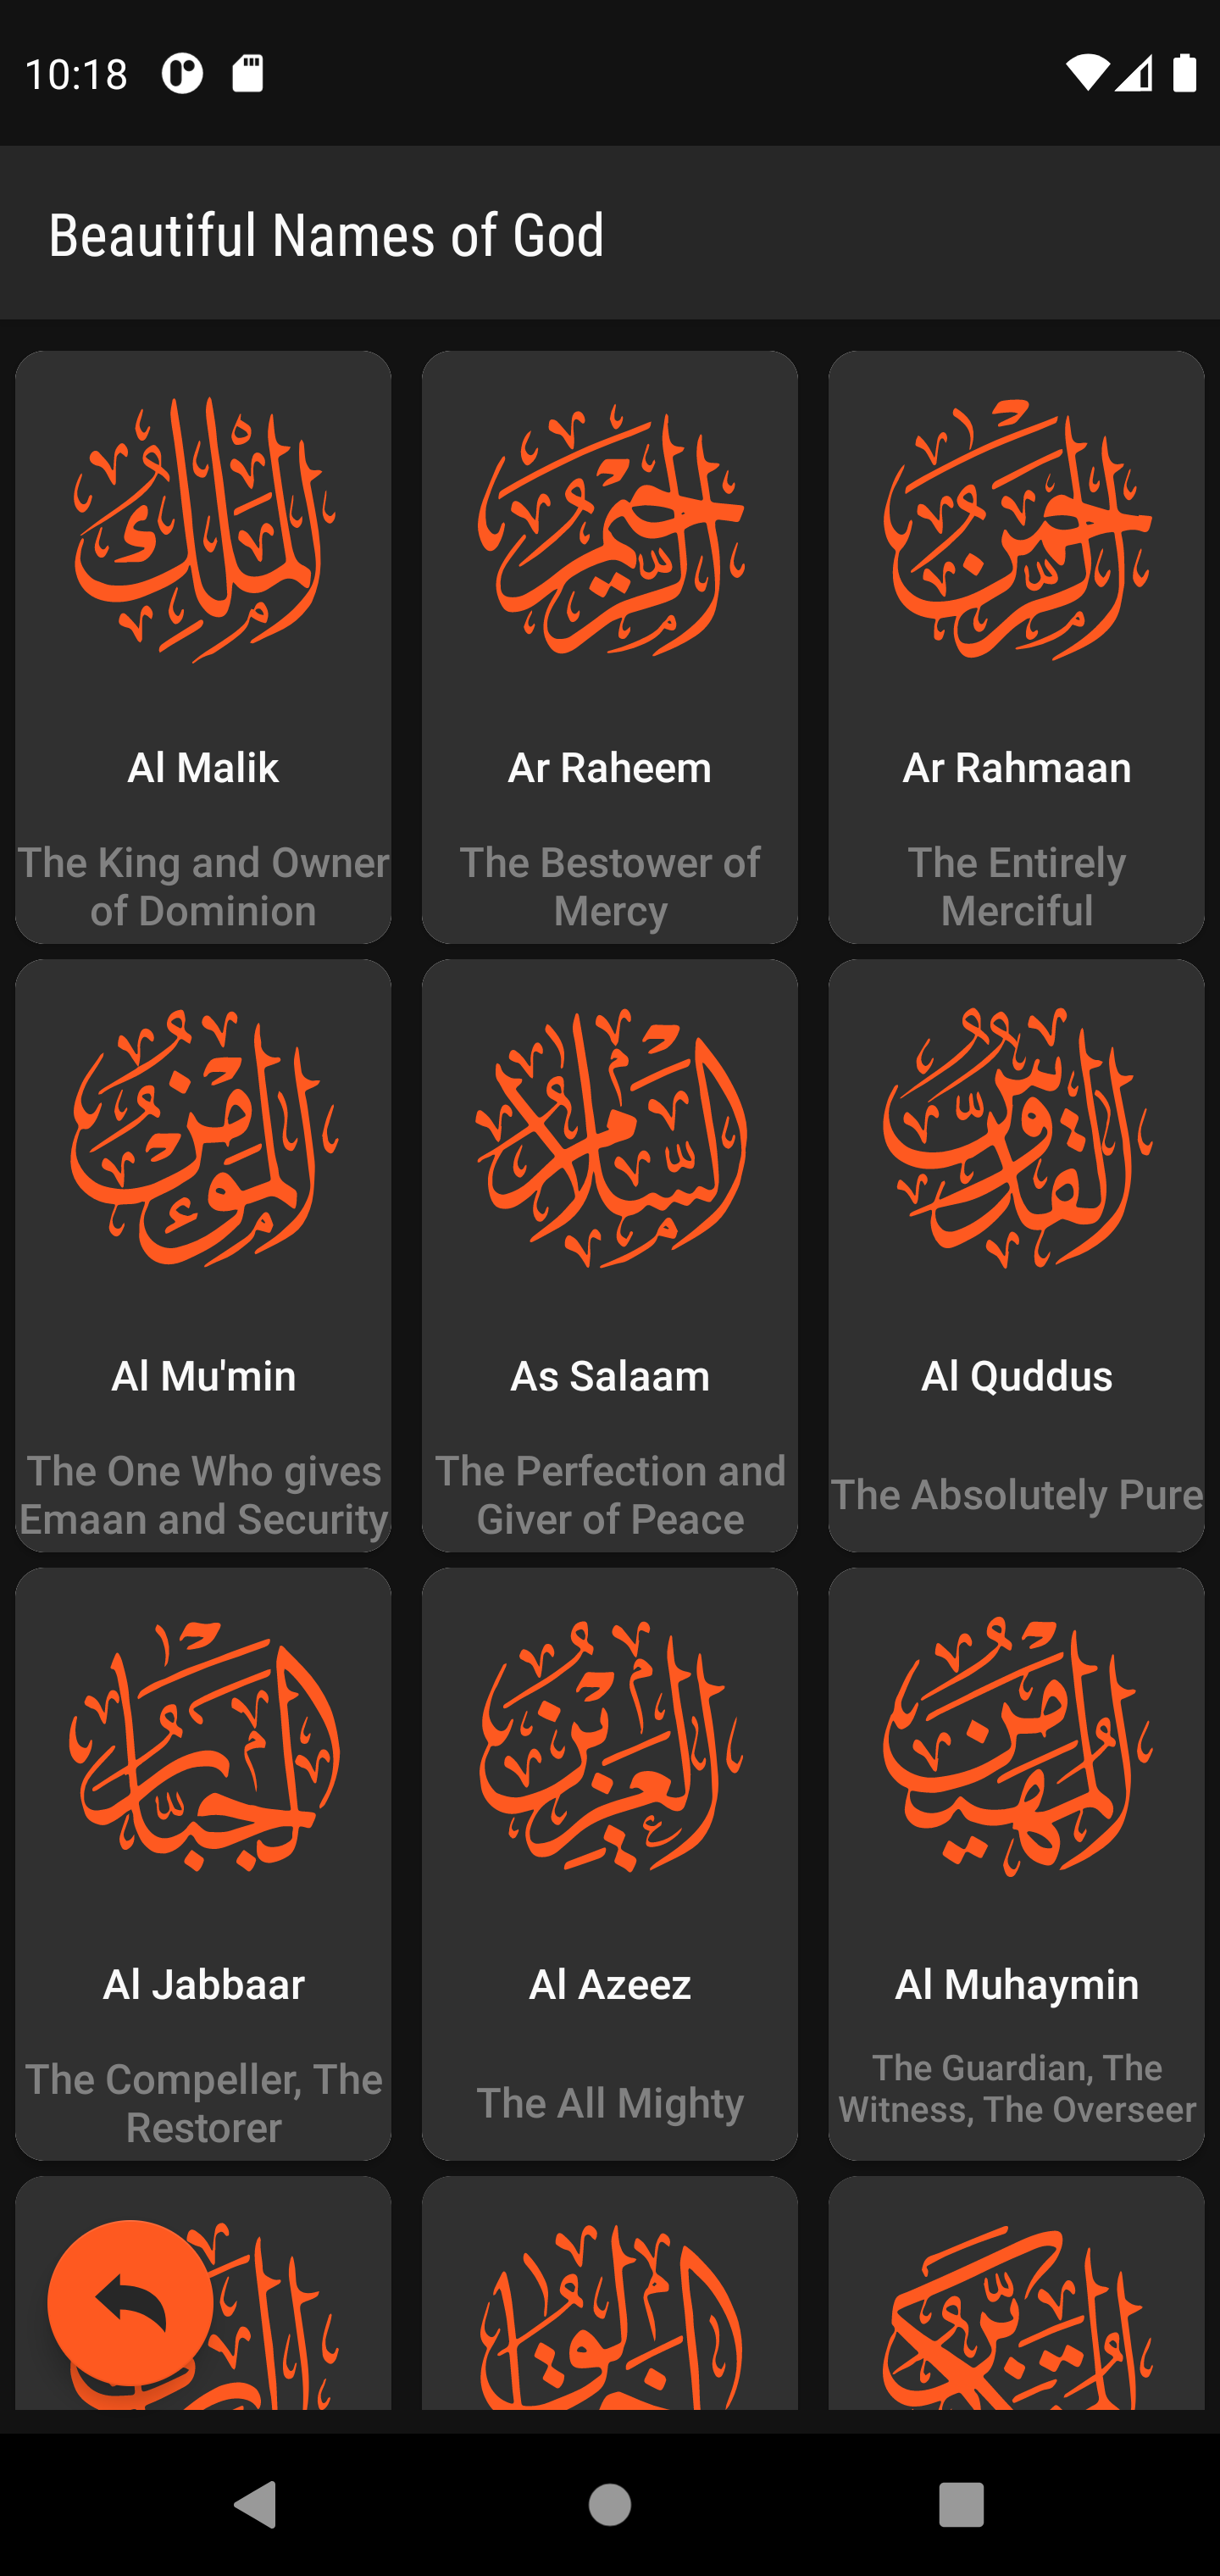 10:18
Beautiful Names of God
الملك
Al Malik
The King and Owner
of Dominion
الرحيم
Ar Raheem
The Bestower of
Mercy
الرحمن
Ar Rahmaan
The Entirely
Merciful
المؤمن
Al Mu'min
The One Who gives
Emaan and Security
السلام
As Salaam
The Perfection and
Giver of Peace
القدوس
Al Quddus
The Absolutely Pure
الجبار
Al Jabbaar
The Compeller, The
Restorer
العزيز
Al Azeez
The All Mighty
المهيمن
Al Muhaymin
The Guardian, The
Witness, The Overseer